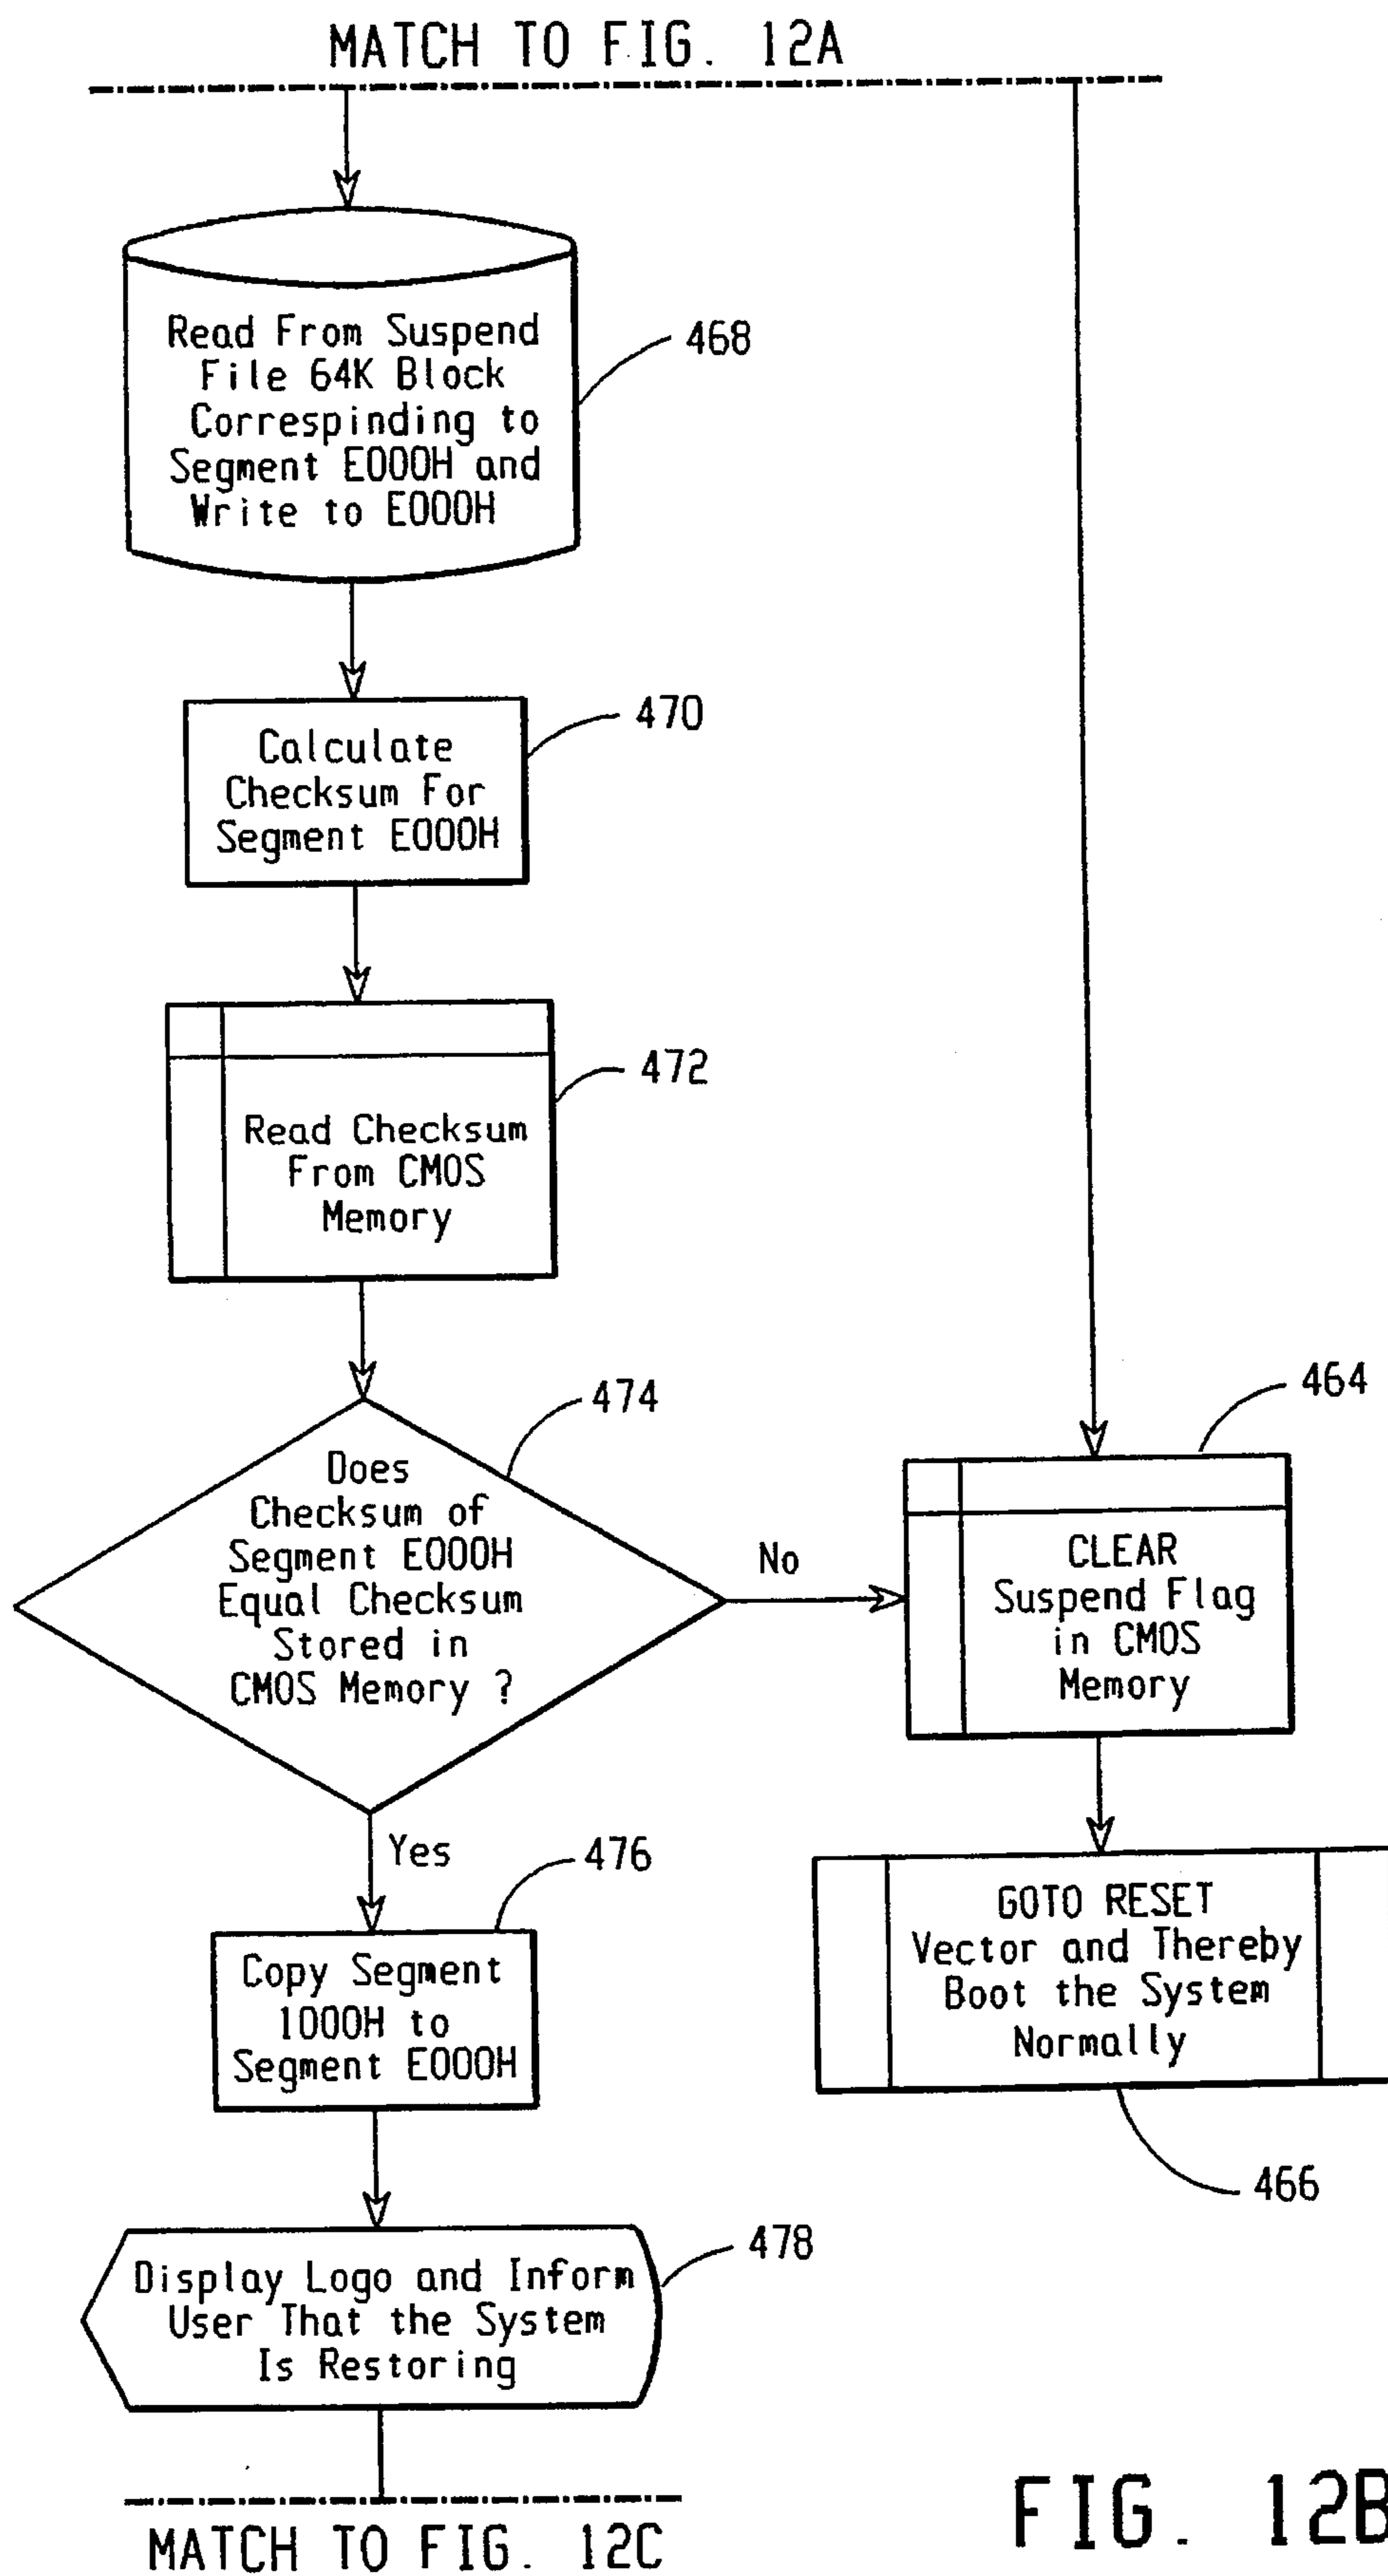 MATCH TO FIG. 12A
Read From Suspend
File 64K Block
Correspinding to
Segment E000H and
Write to E000H
468
Calculate
Checksum For
Segment E000H
470
Read Checksum
From CMOS
Memory
472
Does
Checksum of
Segment E000H
Equal Checksum
Stored in
CMOS Memory ?
474
No
CLEAR
Suspend Flag
in CMOS
Memory
464
GOTO RESET
Vector and Thereby
Boot the System
Normally
466
Yes
Copy Segment
1000H to
Segment E000H
476
Display Logo and Inform
User That the System
Is Restoring
478
MATCH TO FIG. 12C
FIG. 12B